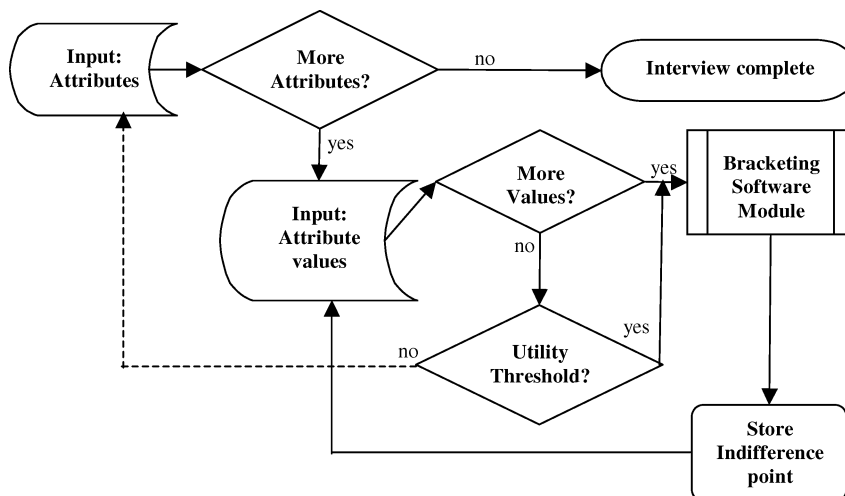 Input:
Attributes
More
Attributes?
no
Interview complete
yes
Input:
Attribute
values
More
Values?
yes
Bracketing
Software
Module
no
Utility
Threshold?
yes
no
Store
Indifference
point